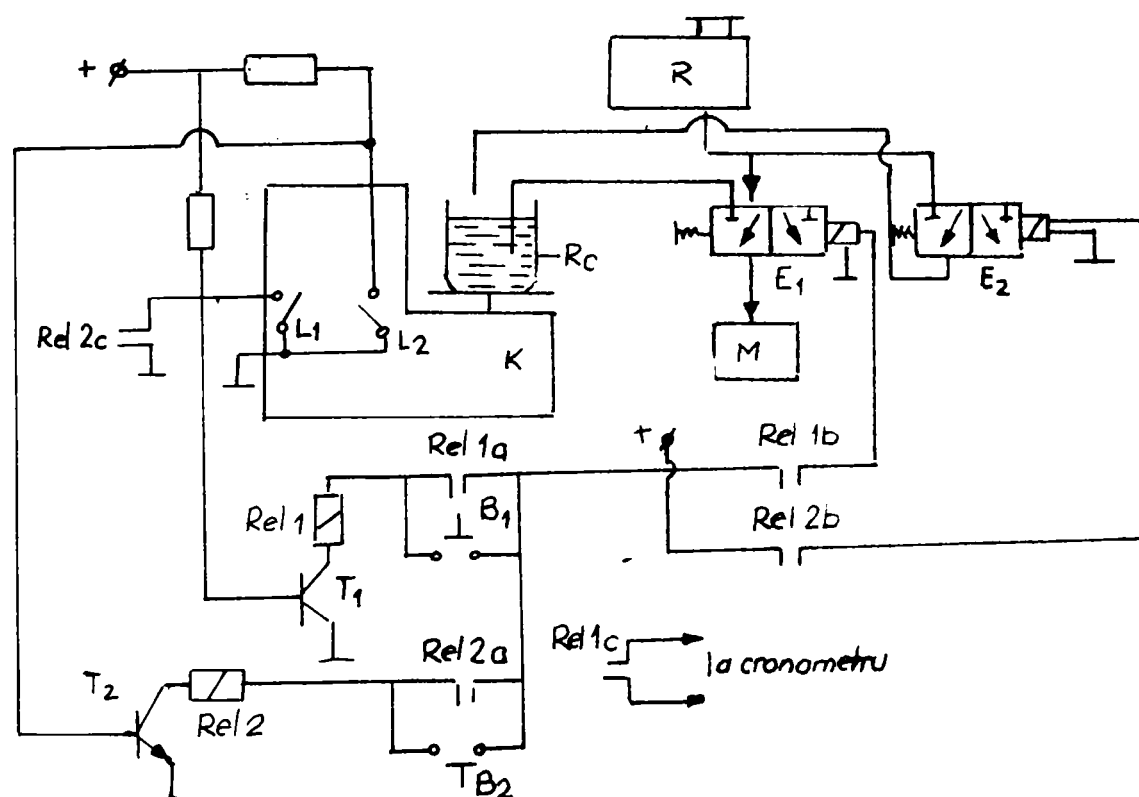 +
R
Rc
E1
E2
L1
L2
Rel 2c
K
M
Rel 1a
+
Rel 1b
B1
Rel 1
Rel 2b
T1
Rel 2a
Rel 1c
la cronometru
T2
Rel 2
B2